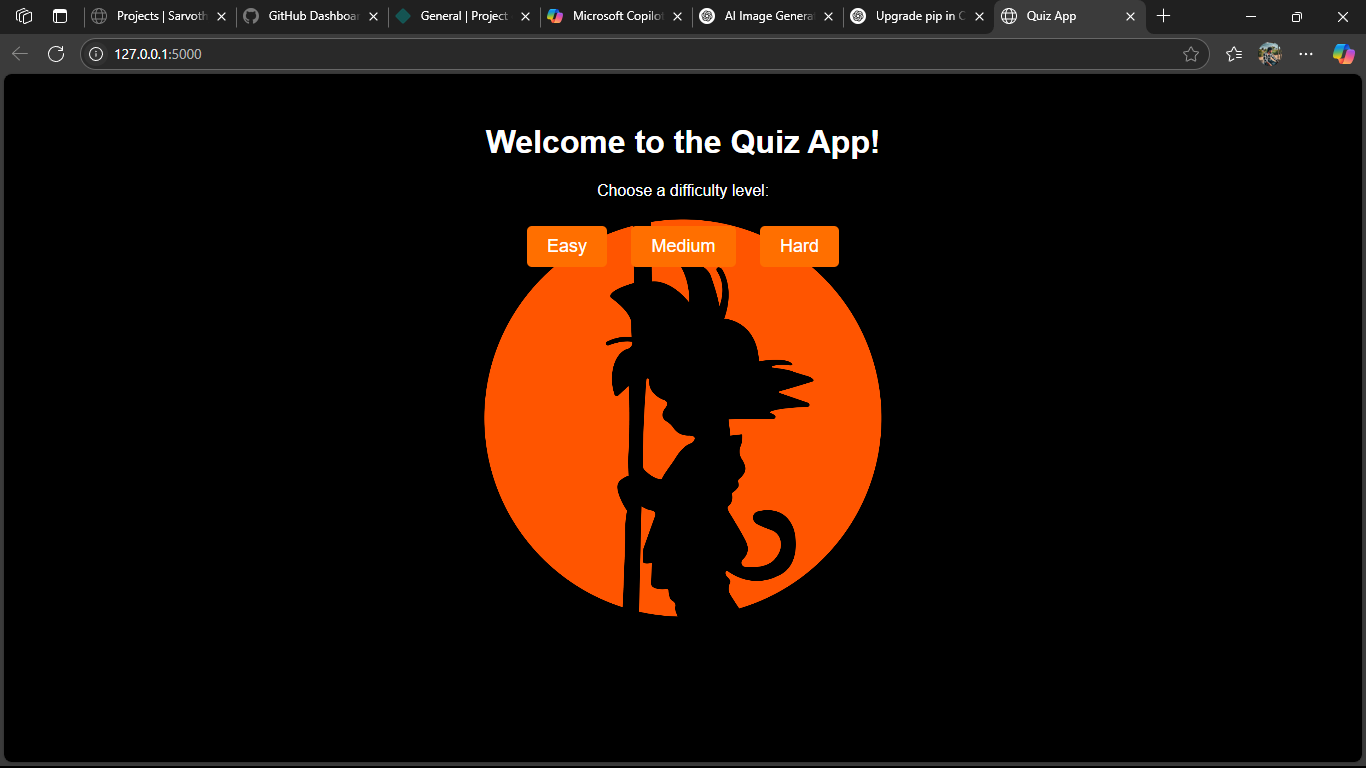 Projects | Sarvoth
GitHub Dashboar
General | Project
Microsoft Copilot
AI Image Genera
Upgrade pip in C
Quiz App
127.0.0.1:5000
Welcome to the Quiz App!
Choose a difficulty level:
Easy
Medium
Hard